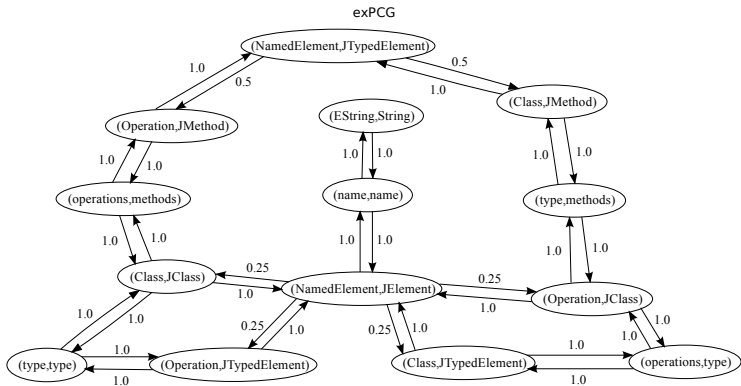 exPCG
(NamedElement,JTypedElement)
1.0
0.5
0.5
1.0
(Class,JMethod)
(EString,String)
(Operation,JMethod)
1.0
1.0
1.0
1.0
1.0
1.0
(operations,methods)
(name,name)
(type,methods)
1.0
1.0
1.0
1.0
1.0
1.0
(Class,JClass)
0.25
1.0
(NamedElement,JElement)
0.25
1.0
(Operation,JClass)
1.0
1.0
0.25
1.0
0.25
1.0
1.0
1.0
(type,type)
1.0
1.0
(Operation,JTypedElement)
(Class,JTypedElement)
1.0
1.0
(operations,type)